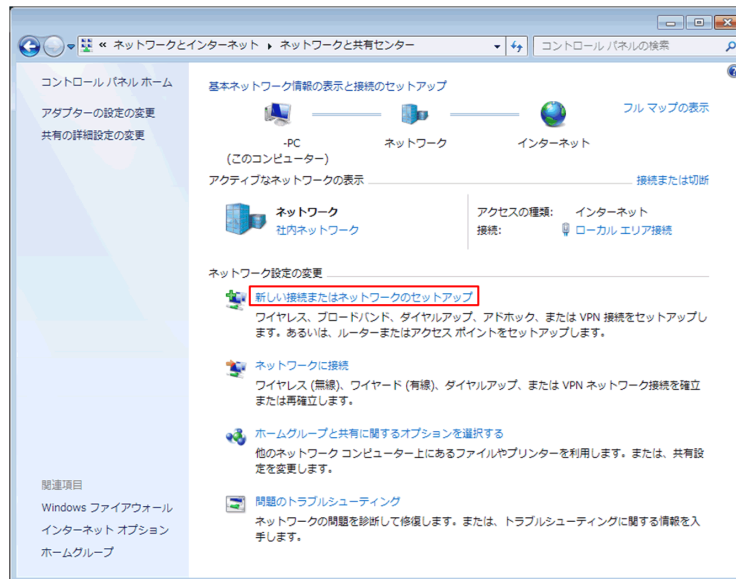 « ネットワークとインターネット ▸ ネットワークと共有センター
コントロール パネルの検索
コントロール パネル ホーム
アダプターの設定の変更
共有の詳細設定の変更
基本ネットワーク情報の表示と接続のセットアップ
フル マップの表示
-PC
(このコンピューター)
ネットワーク
インターネット
アクティブなネットワークの表示
接続または切断
ネットワーク
社内ネットワーク
アクセスの種類: インターネット
接続: ローカル エリア接続
ネットワーク設定の変更
新しい接続またはネットワークのセットアップ
ワイヤレス、ブロードバンド、ダイヤルアップ、アドホック、または VPN 接続をセットアップし
ます。あるいは、ルーターまたはアクセス ポイントをセットアップします。
ネットワークに接続
ワイヤレス (無線)、ワイヤード (有線)、ダイヤルアップ、または VPN ネットワーク接続を確立
または再確立します。
ホームグループと共有に関するオプションを選択する
他のネットワーク コンピューター上にあるファイルやプリンターを利用します。または、共有設
定を変更します。
問題のトラブルシューティング
ネットワークの問題を診断して修復します。または、トラブルシューティングに関する情報を入
手します。
関連項目
Windows ファイアウォール
インターネット オプション
ホームグループ